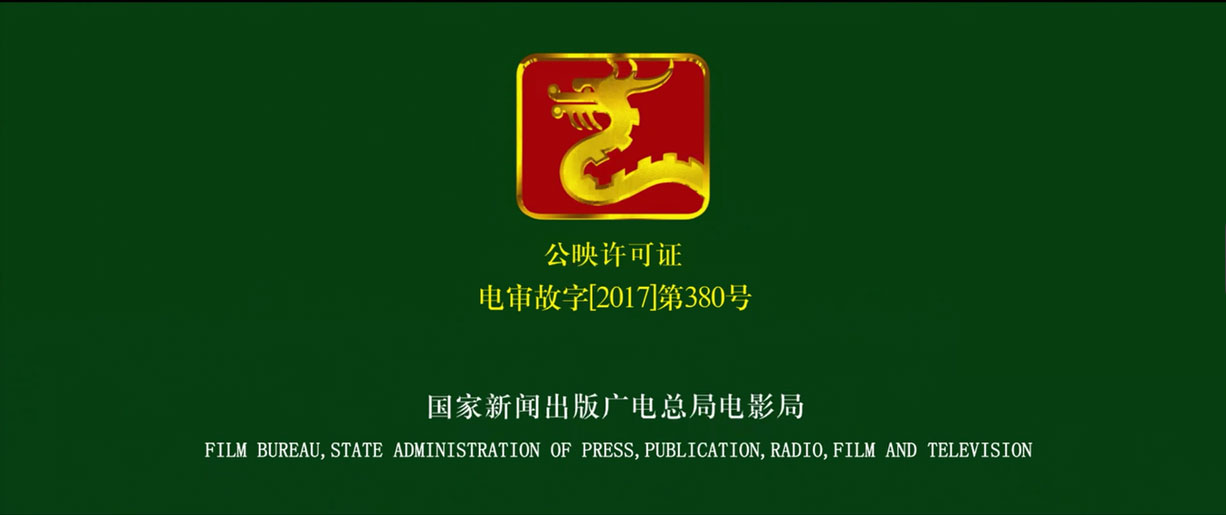 公映许可证
电审故字[2017]第380号
国家新闻出版广电总局电影局
FILM BUREAU,STATE ADMINISTRATION OF PRESS,PUBLICATION,RADIO,FILM AND TELEVISION